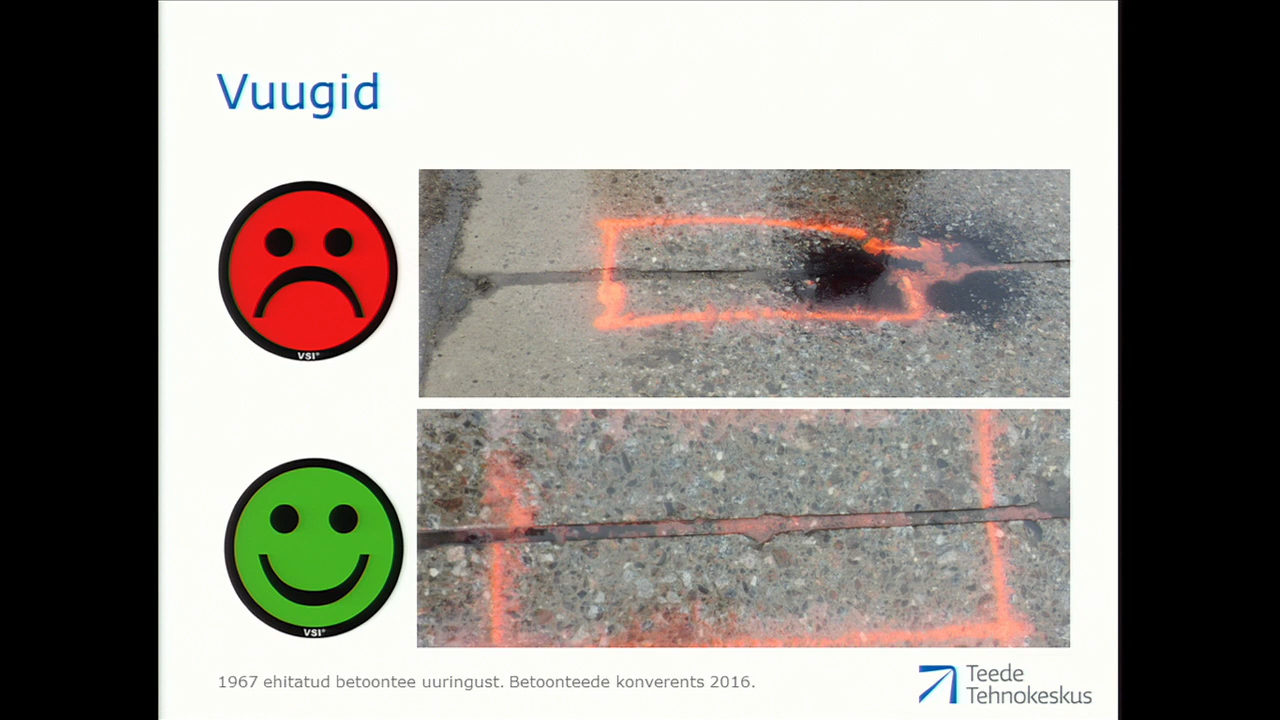 Vuugid
VSI®
VSI®
1967 ehitatud betoontee uuringust. Betoonteede konverents 2016.
Teede
Tehnokeskus